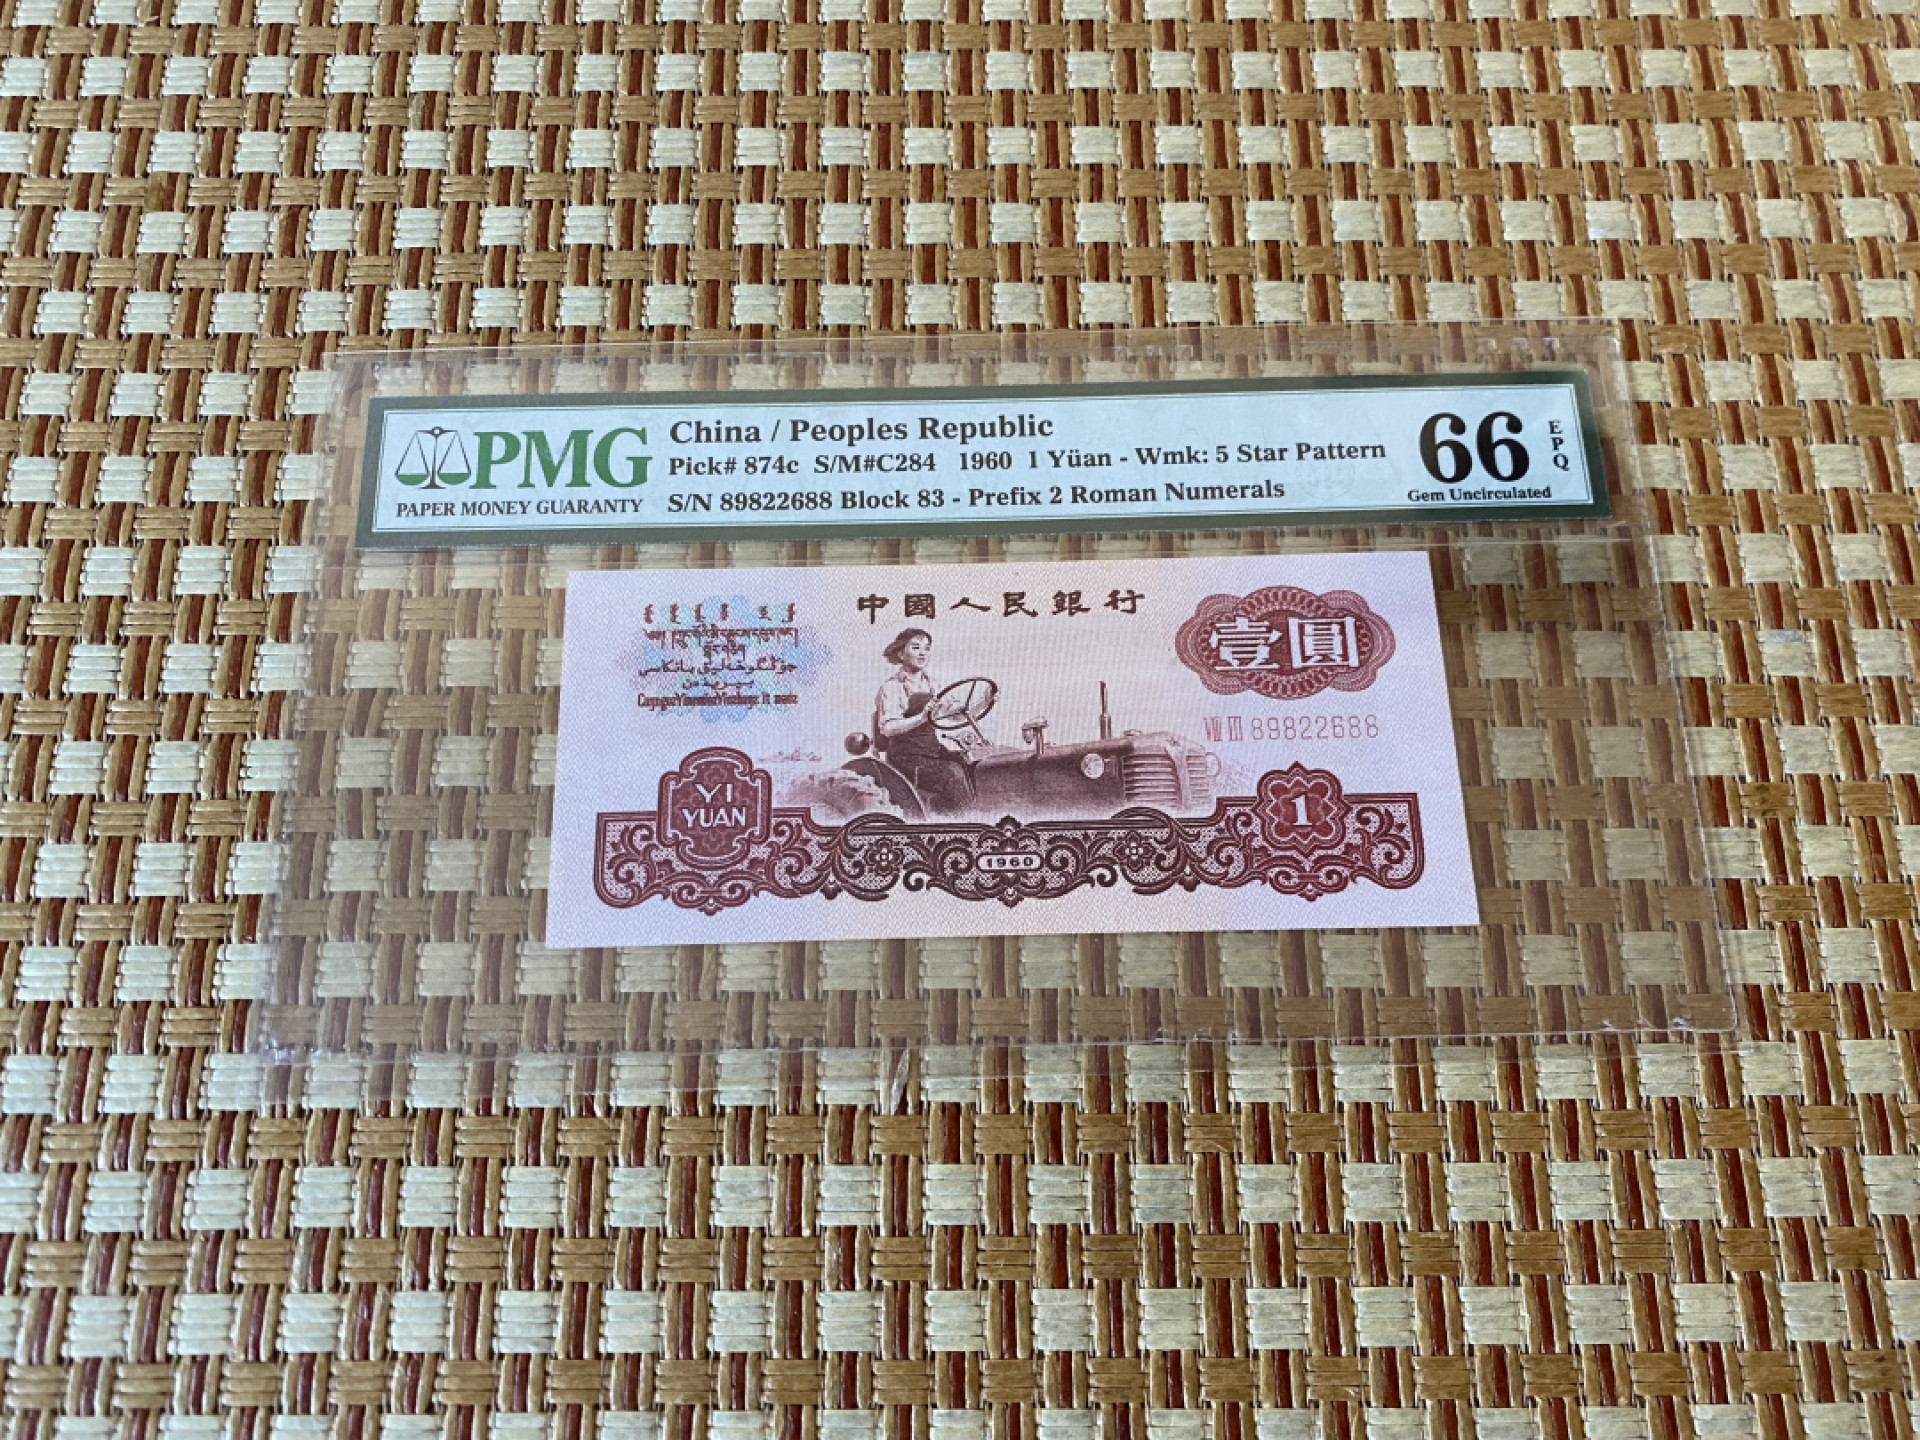 PMG
PAPER MONEY GUARANTY
China / Peoples Republic
Pick# 874c S/M#C284 1960 1 Yüan - Wmk: 5 Star Pattern
S/N 89822688 Block 83 - Prefix 2 Roman Numerals
66
EPQ
Gem Uncirculated
中國人民銀行
壹圓
VIII III 89822688
YI
YUAN
1
1960